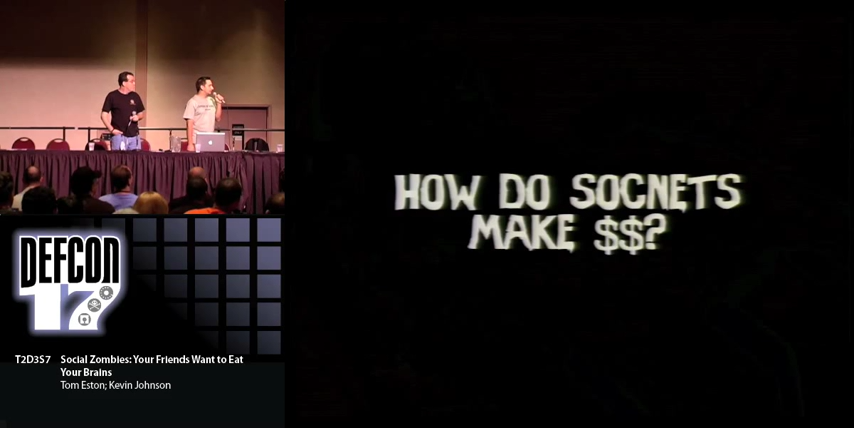 HOW DO SOCNETS
MAKE $$?
DEFCON
17
T2D3S7 Social Zombies: Your Friends Want to Eat
Your Brains
Tom Eston; Kevin Johnson